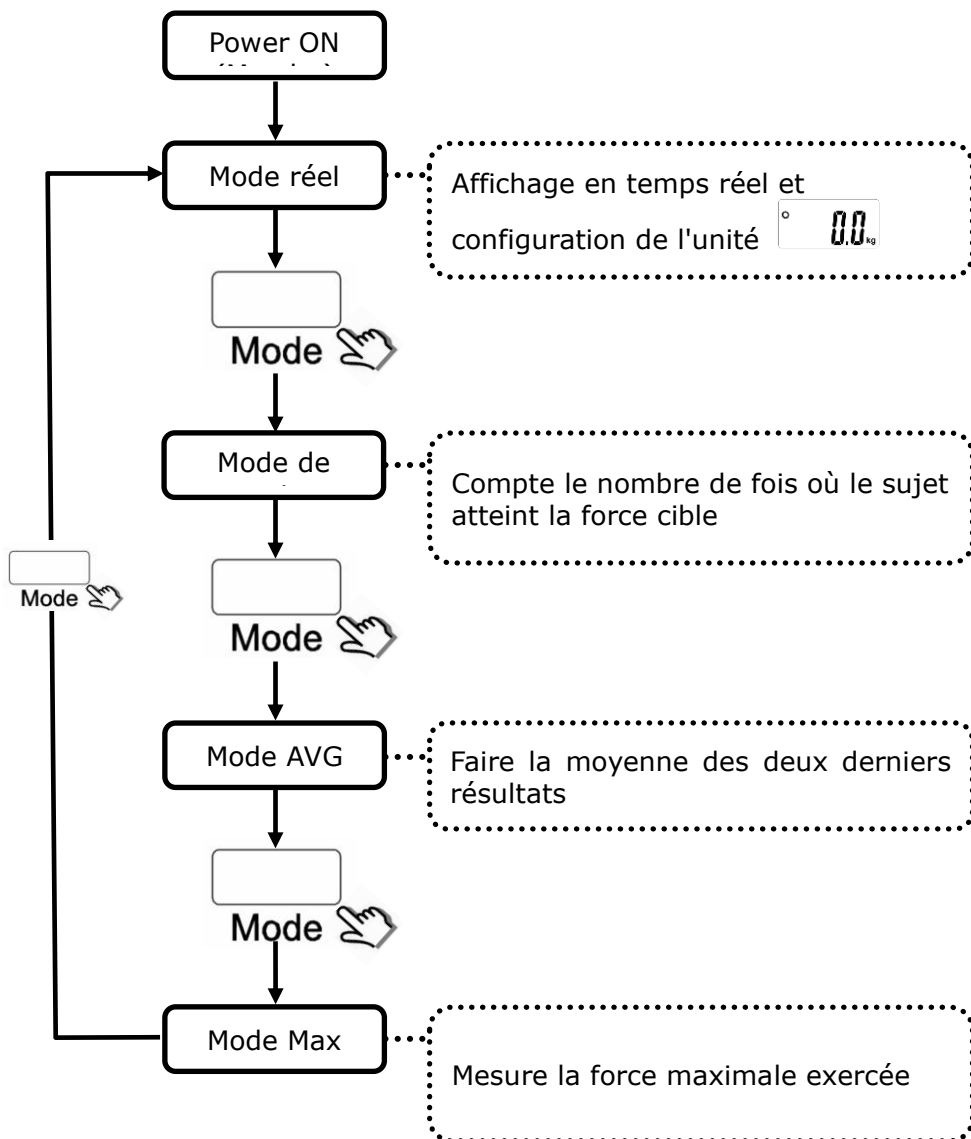 Power ON
Mode réel
Affichage en temps réel et
configuration de l'unité
0.0 kg
Mode
Mode de
Compte le nombre de fois où le sujet
atteint la force cible
Mode
Mode
Mode AVG
Faire la moyenne des deux derniers
résultats
Mode
Mode Max
Mesure la force maximale exercée